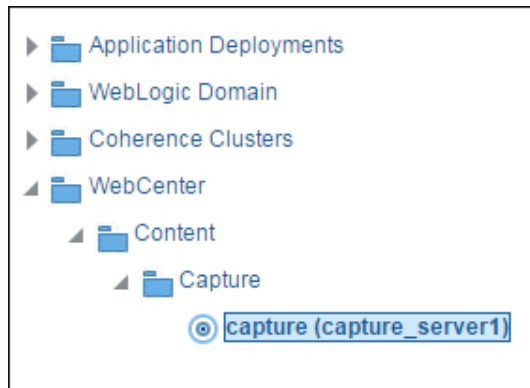 Application Deployments
WebLogic Domain
Coherence Clusters
WebCenter
Content
Capture
capture (capture_server1)